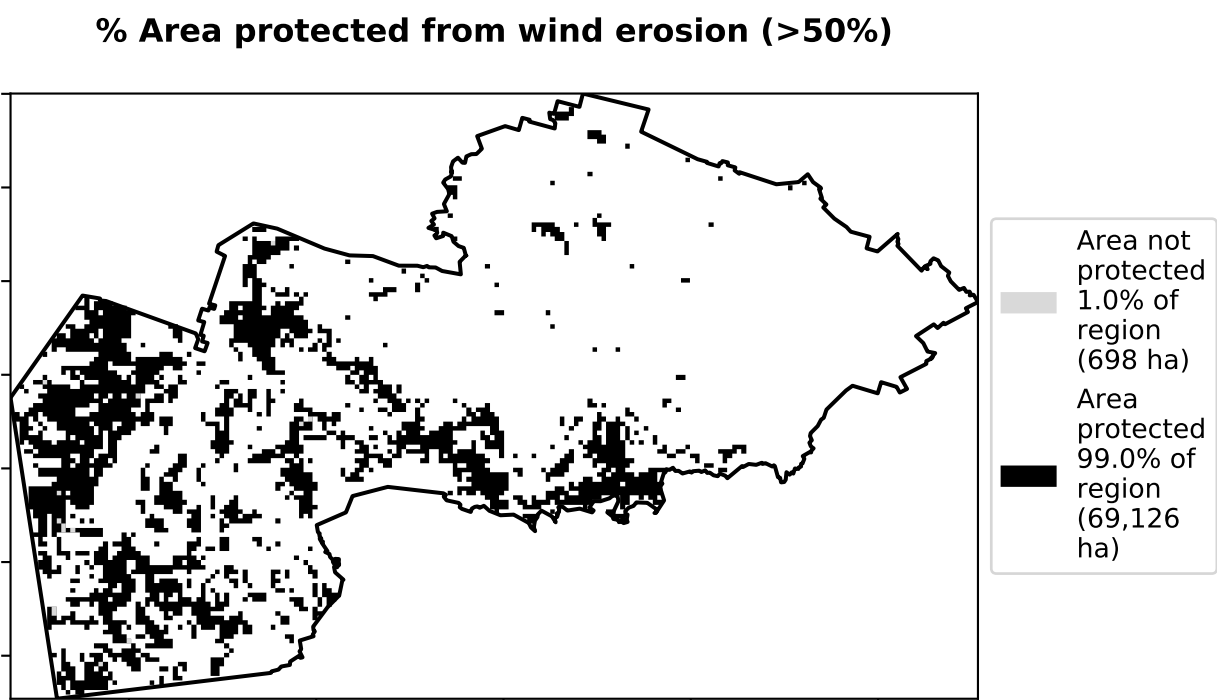 % Area protected from wind erosion (>50%)
Area not
protected
1.0% of
region
(698 ha)
Area
protected
99.0% of
region
(69,126
ha)